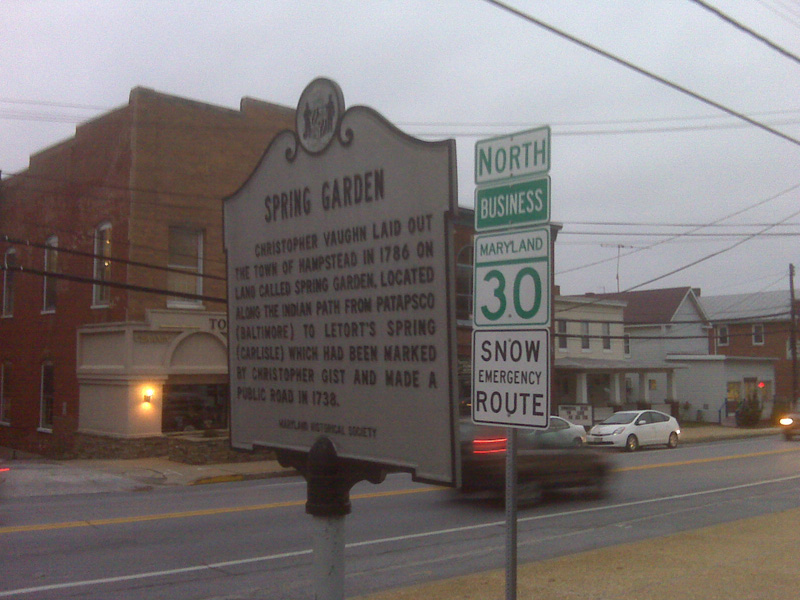 SPRING GARDEN
CHRISTOPHER VAUGHN LAID OUT
THE TOWN OF HAMPSTEAD IN 1786 ON
LAND CALLED SPRING GARDEN, LOCATED
ALONG THE INDIAN PATH FROM PATAPSCO
(BALTIMORE) TO LETORT'S SPRING
(CARLISLE) WHICH HAD BEEN MARKED
BY CHRISTOPHER GIST AND MADE A
PUBLIC ROAD IN 1738.
MARYLAND HISTORICAL SOCIETY
NORTH
BUSINESS
MARYLAND
30
SNOW
EMERGENCY
ROUTE